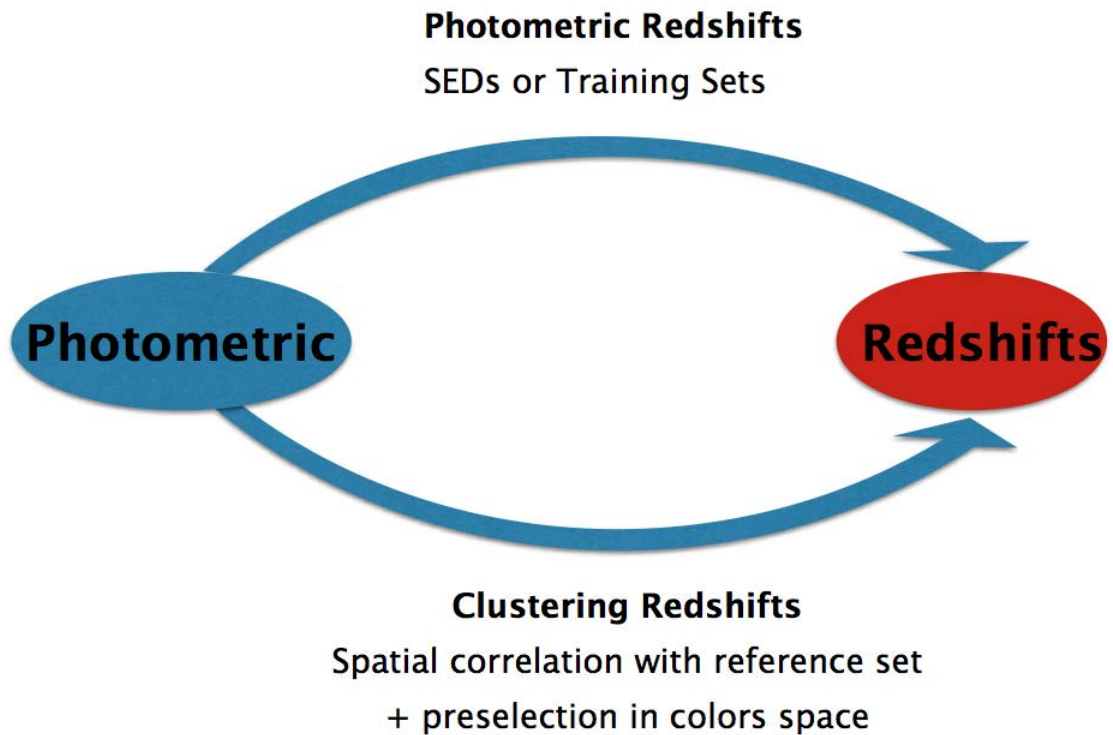 Photometric Redshifts
SEDs or Training Sets
Photometric
Redshifts
Clustering Redshifts
Spatial correlation with reference set
+ preselection in colors space